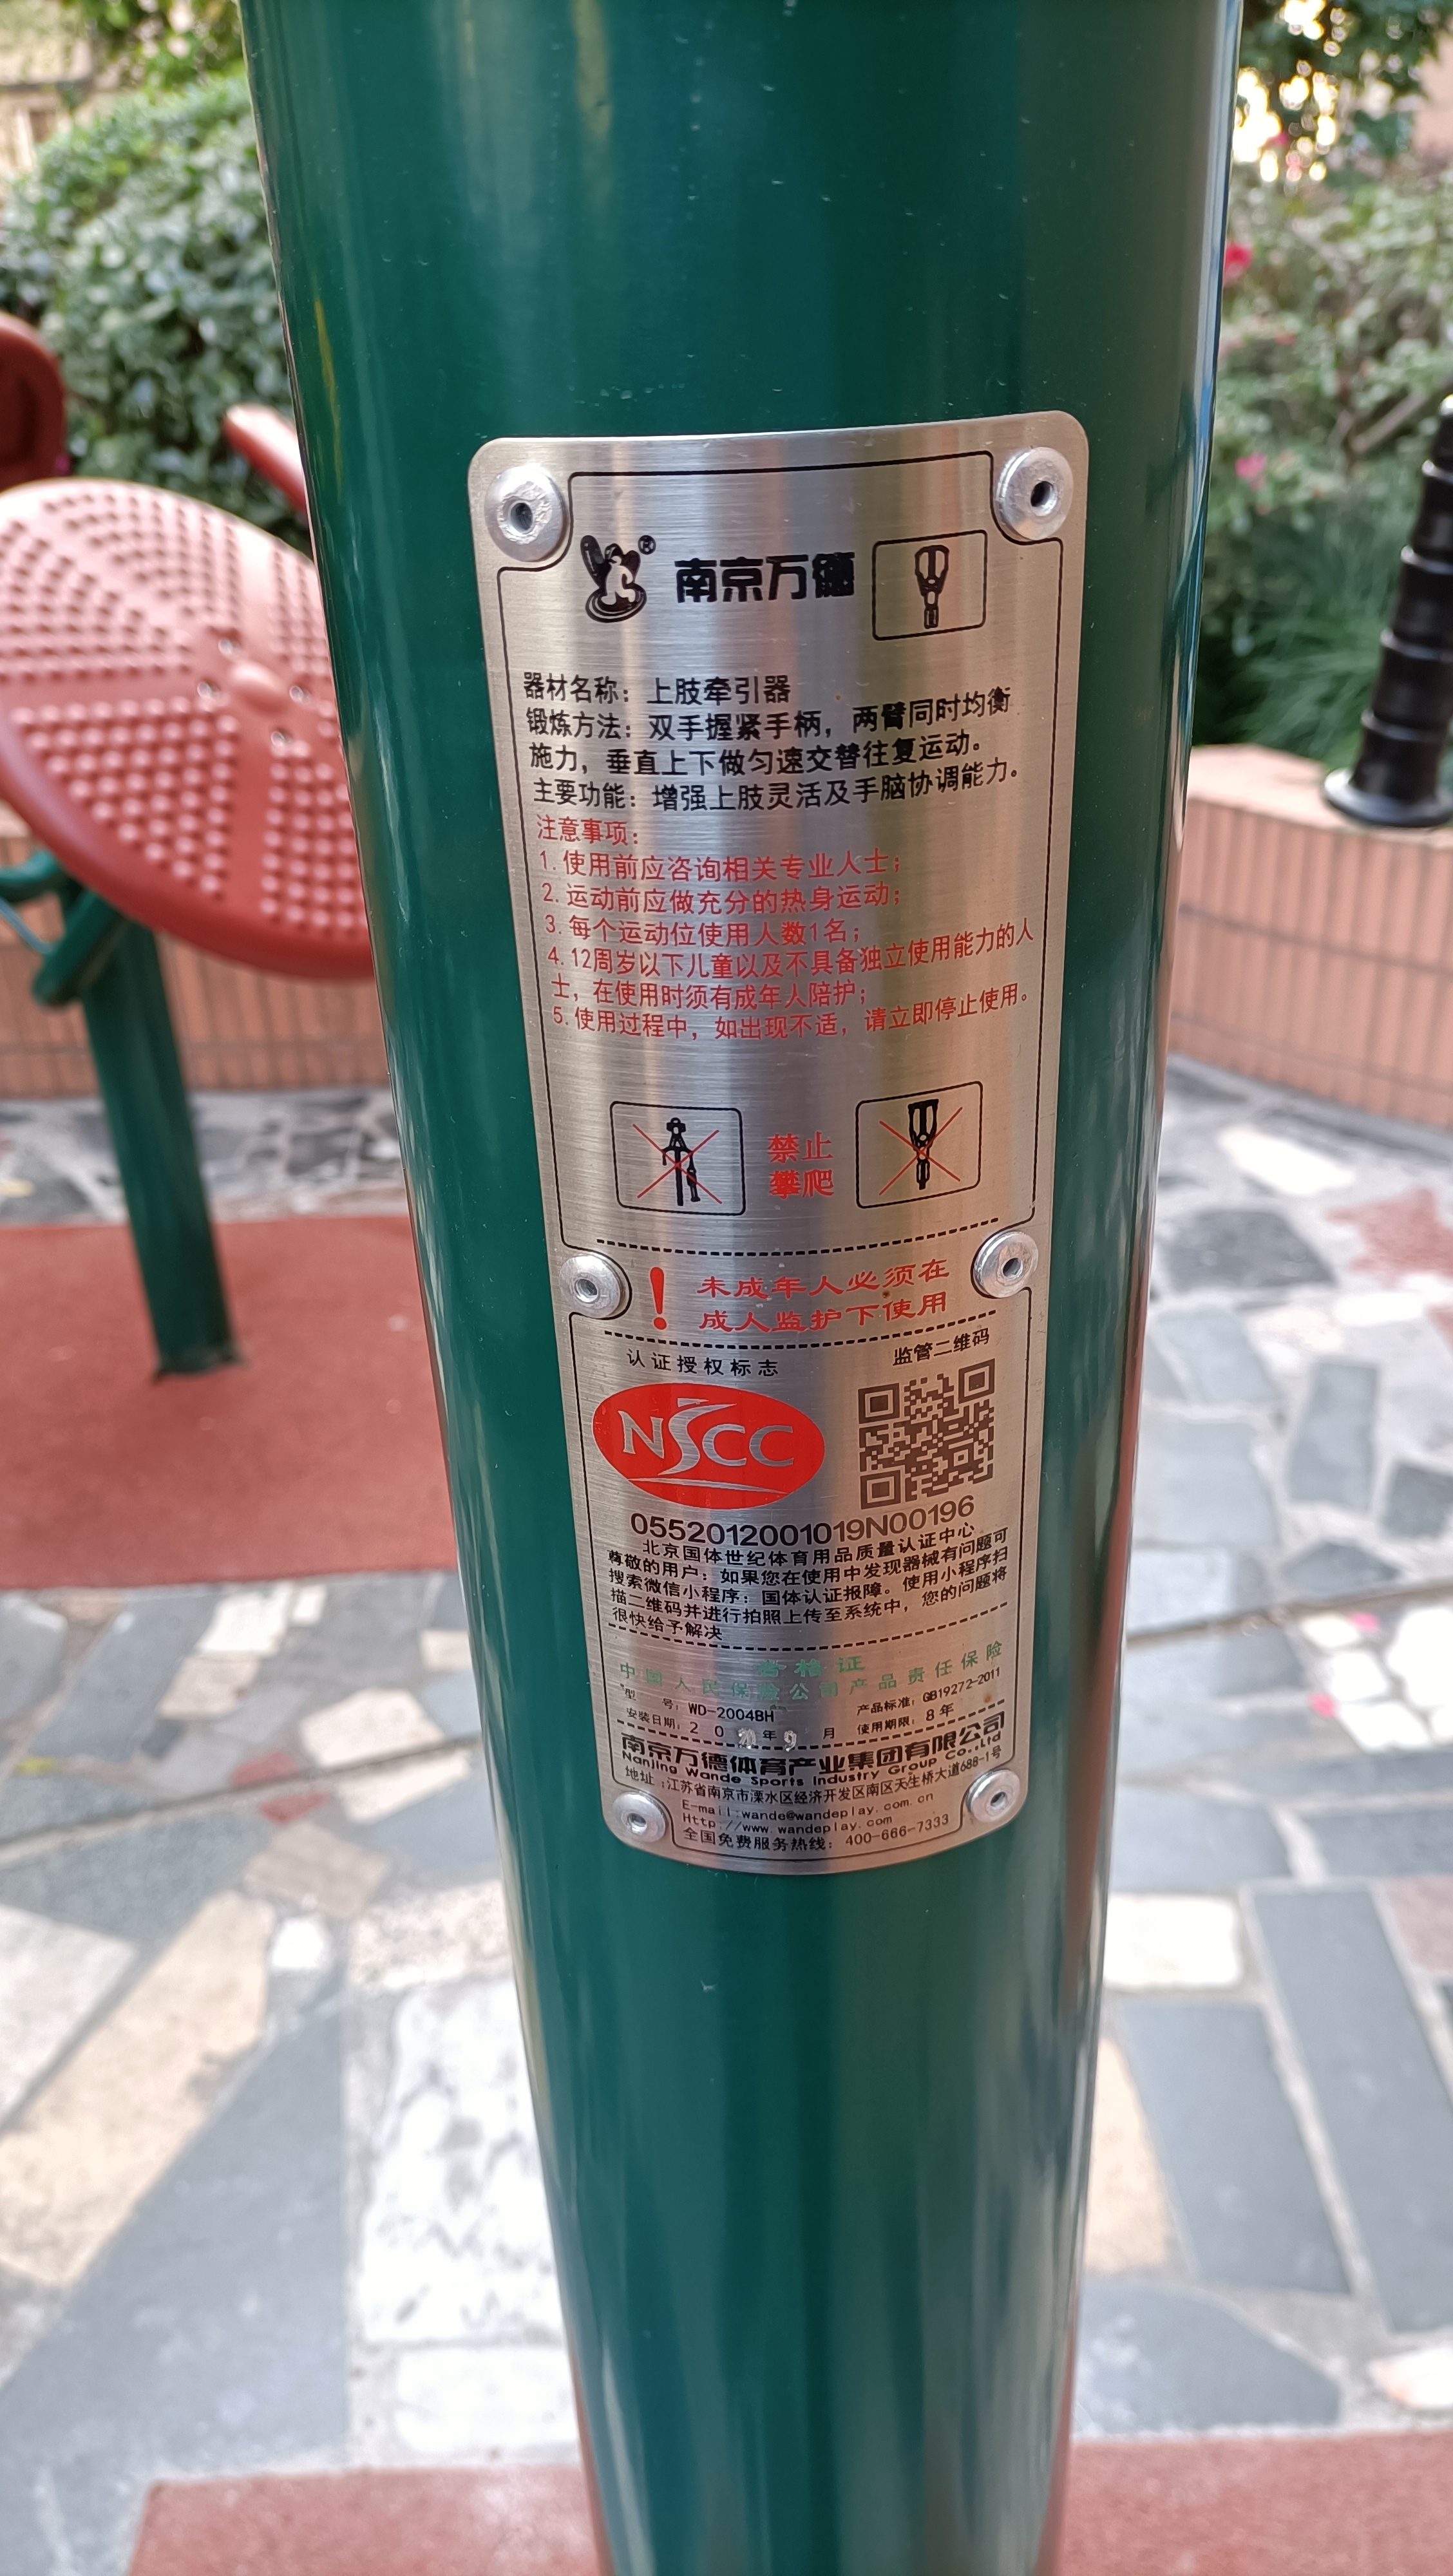 ®
南京万德
器材名称：上肢牵引器
锻炼方法：双手握紧手柄，两臂同时均衡
施力，垂直上下做匀速交替往复运动。
主要功能：增强上肢灵活及手脑协调能力。
注意事项：
1.使用前应咨询相关专业人士；
2.运动前应做充分的热身运动；
3.每个运动位使用人数1名；
4.12周岁以下儿童以及不具备独立使用能力的人
士，在使用时须有成年人陪护；
5.使用过程中，如出现不适，请立即停止使用。
禁止
攀爬
! 未成年人必须在
成人监护下使用
认证授权标志 监管二维码
NSCC
0552012001019N00196
北京国体世纪体育用品质量认证中心
尊敬的用户：如果您在使用中发现器械有问题可
搜索微信小程序：国体认证报障。使用小程序扫
描二维码并进行拍照上传至系统中，您的问题将
很快给予解决
合格证
中国人民保险公司产品责任保险
型 号：WD-2004BH 产品标准：GB19272-2011
安装日期：20 年9月 使用期限：8年
南京万德体育产业集团有限公司
Nanjing Wande Sports Industry Group Co.,Ltd
地址：江苏省南京市溧水区经济开发区南区天生桥大道688-1号
E-mail:wande@wandeplay.com.cn
Http://www.wandeplay.com
全国免费服务热线：400-666-7333